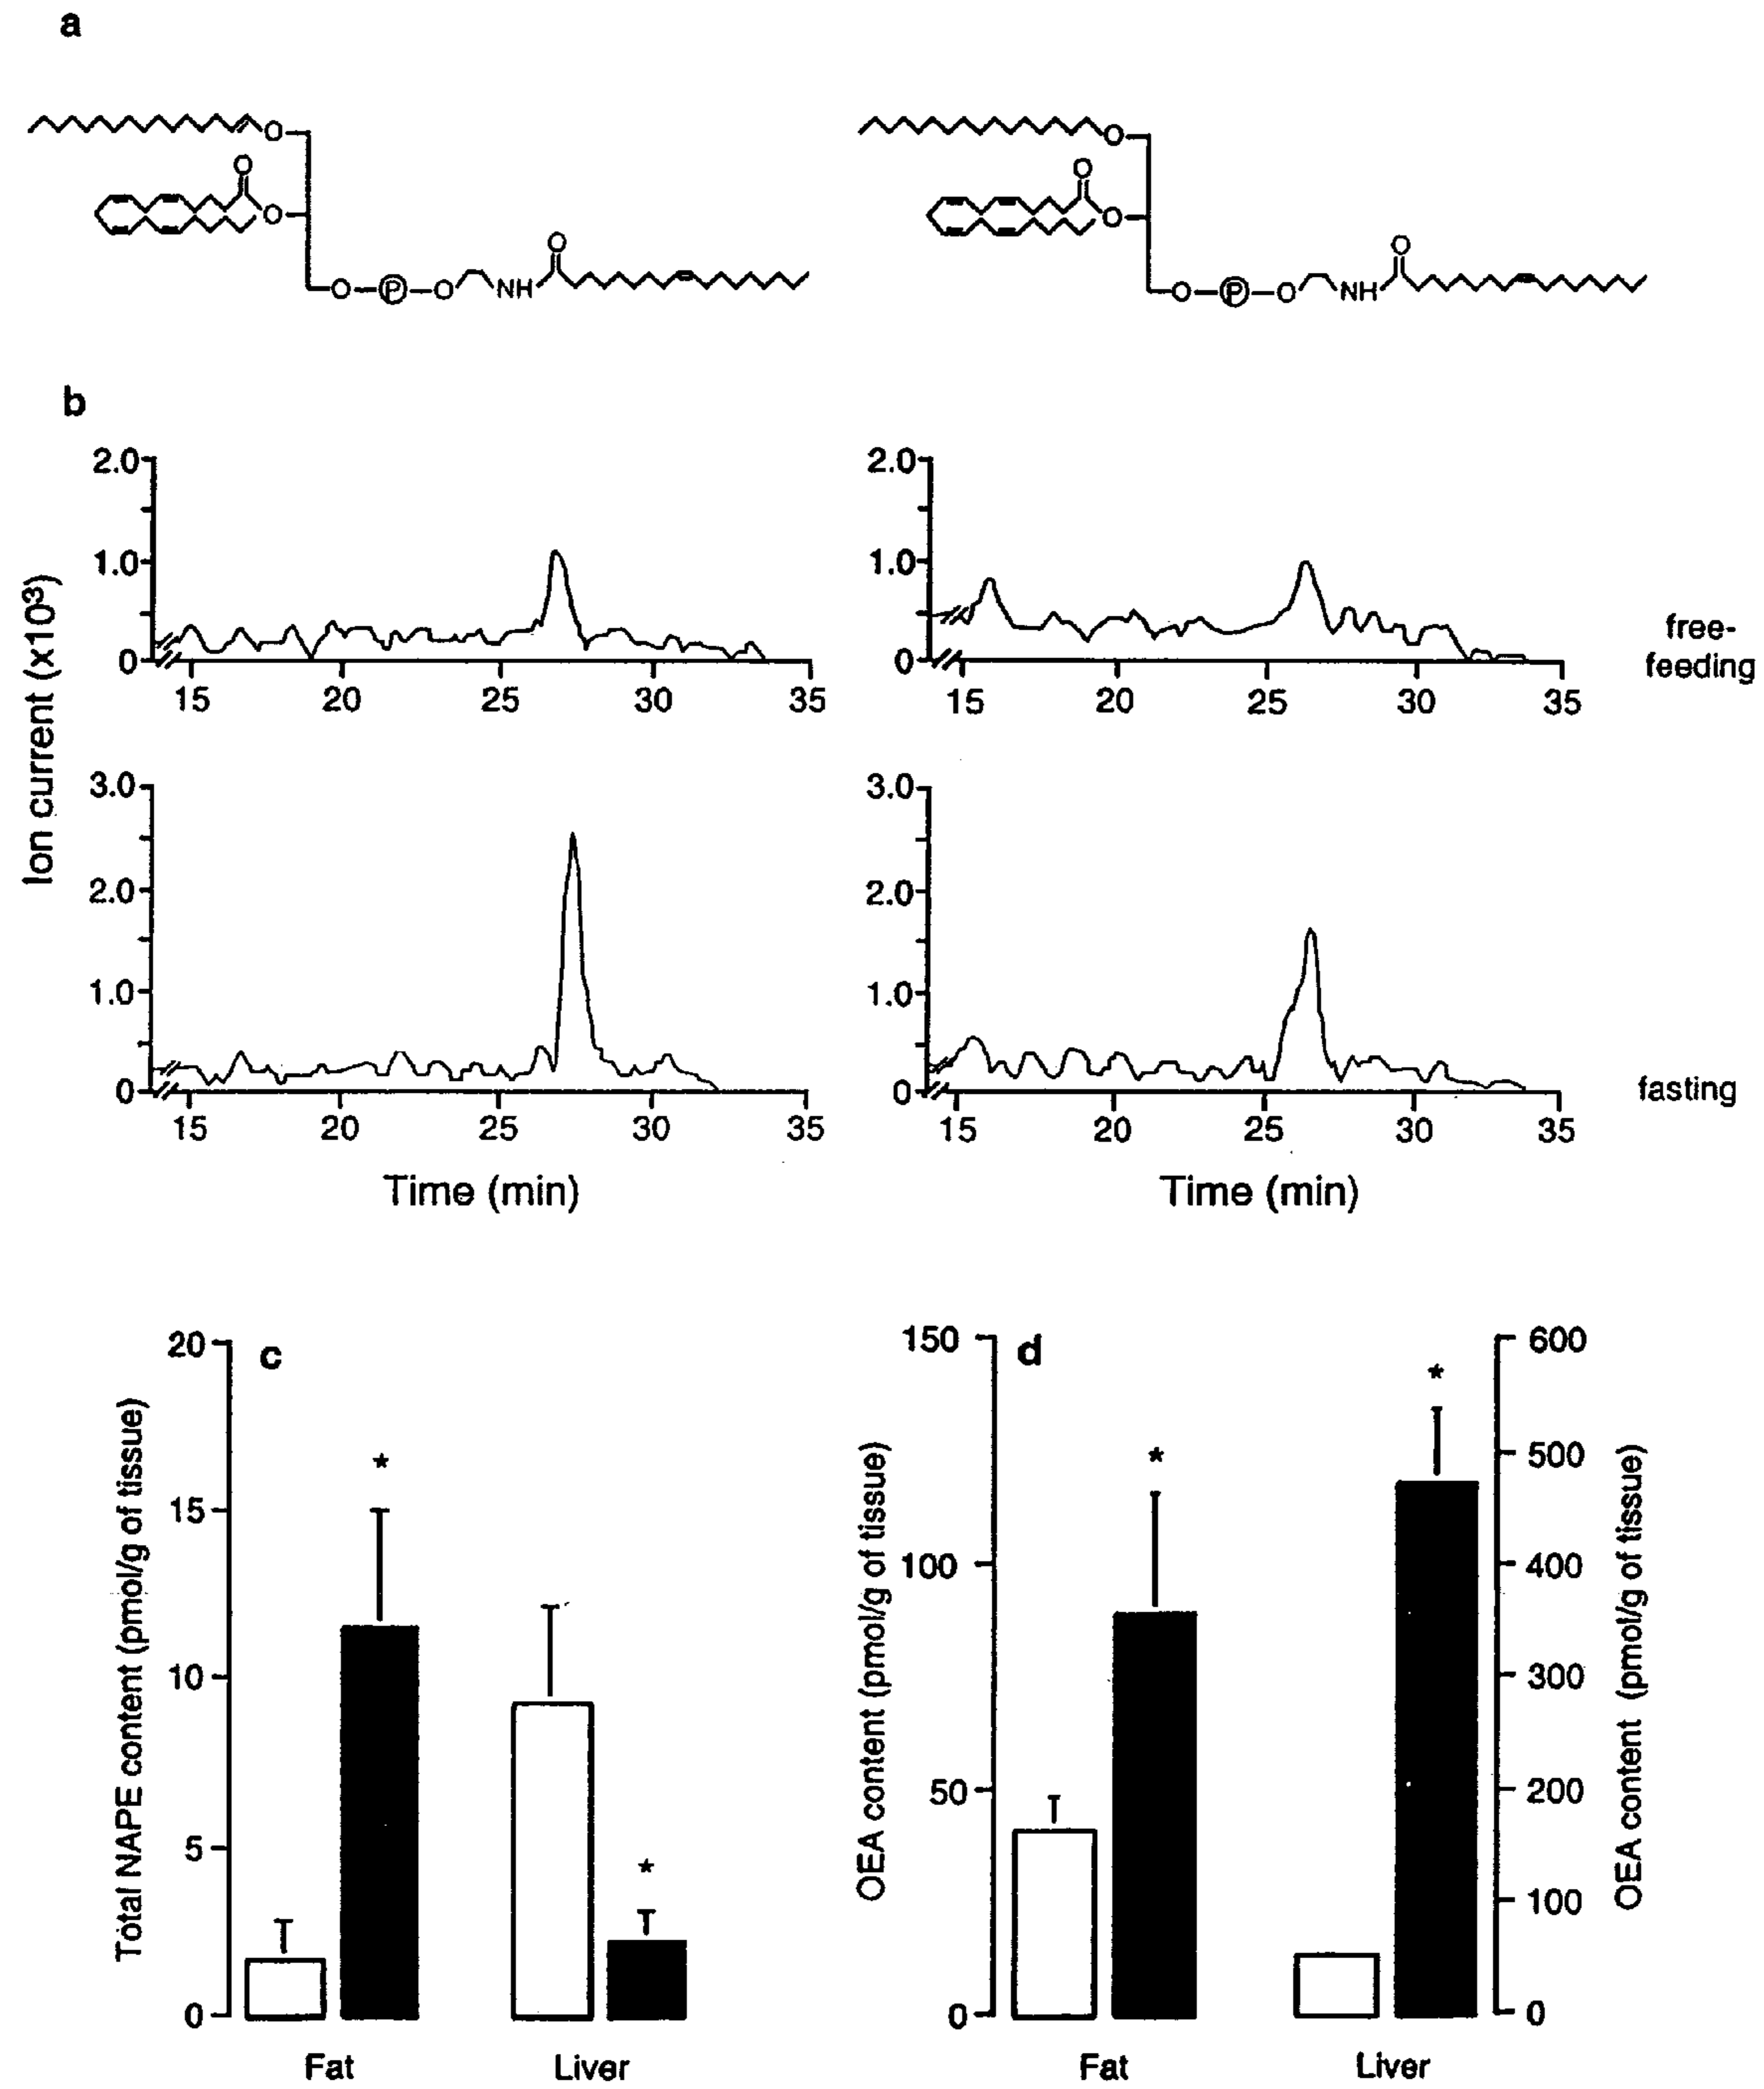 a
O
O
O
O
O
O
O
O
O
P
O
NH
O
O
P
O
NH
b
Ion current (x10³)
2.0
1.0
0
15 20 25 30 35
2.0
1.0
0
15 20 25 30 35
free-
feeding
3.0
2.0
1.0
0
15 20 25 30 35
Time (min)
3.0
2.0
1.0
0
15 20 25 30 35
Time (min)
fasting
c
Total NAPE content (pmol/g of tissue)
20
15
10
5
0
*
*
Fat Liver
d
OEA content (pmol/g of tissue)
150
100
50
0
*
*
600
500
400
300
200
100
0
OEA content (pmol/g of tissue)
Fat Liver